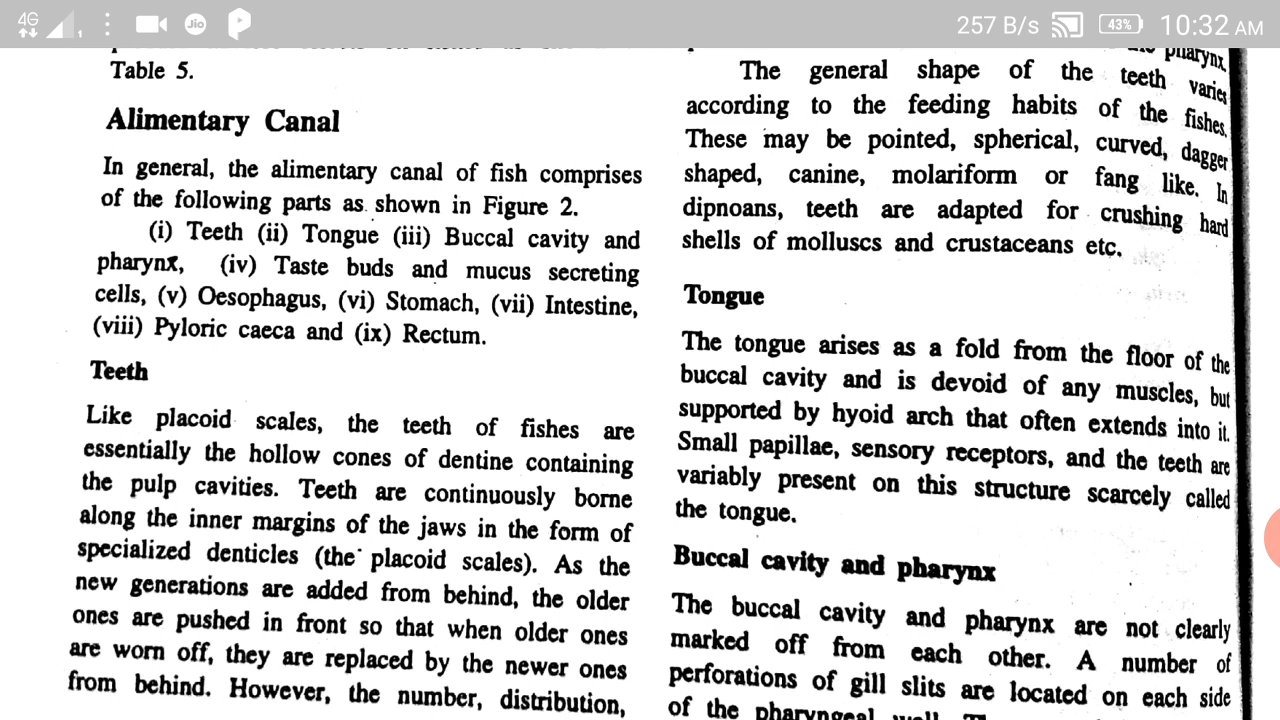 4G
Jio
257 B/s
43%
10:32 AM
Table 5.
Alimentary Canal
In general, the alimentary canal of fish comprises
of the following parts as shown in Figure 2.
(i) Teeth (ii) Tongue (iii) Buccal cavity and
pharynx, (iv) Taste buds and mucus secreting
cells, (v) Oesophagus, (vi) Stomach, (vii) Intestine,
(viii) Pyloric caeca and (ix) Rectum.
Teeth
Like placoid scales, the teeth of fishes are
essentially the hollow cones of dentine containing
the pulp cavities. Teeth are continuously borne
along the inner margins of the jaws in the form of
specialized denticles (the placoid scales). As the
new generations are added from behind, the older
ones are pushed in front so that when older ones
are worn off, they are replaced by the newer ones
from behind. However, the number, distribution,
pharynx.
The general shape of the teeth varies
according to the feeding habits of the fishes.
These may be pointed, spherical, curved, dagger
shaped, canine, molariform or fang like. In
dipnoans, teeth are adapted for crushing hard
shells of molluscs and crustaceans etc.
Tongue
The tongue arises as a fold from the floor of the
buccal cavity and is devoid of any muscles, but
supported by hyoid arch that often extends into it.
Small papillae, sensory receptors, and the teeth are
variably present on this structure scarcely called
the tongue.
Buccal cavity and pharynx
The buccal cavity and pharynx are not clearly
marked off from each other. A number of
perforations of gill slits are located on each side
of the pharyngeal wall.